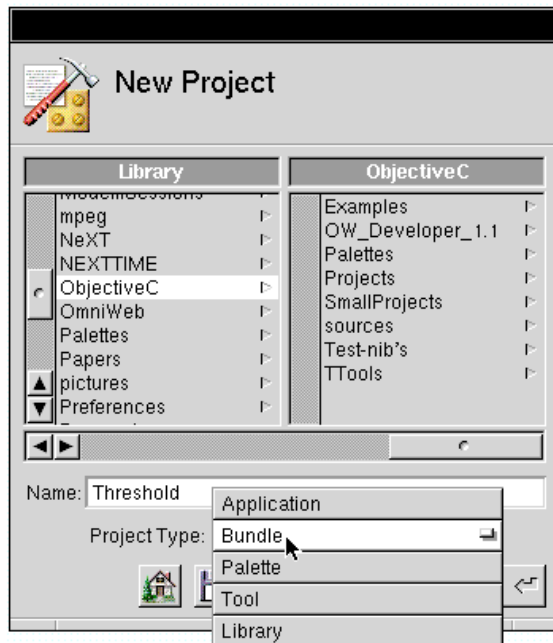 New Project
Library
ObjectiveC
mpeg
NeXT
NEXTTIME
ObjectiveC
OmniWeb
Palettes
Papers
pictures
Preferences
Examples
OW_Developer_1.1
Palettes
Projects
SmallProjects
sources
Test-nib's
TTools
Name: Threshold
Project Type:
Application
Bundle
Palette
Tool
Library